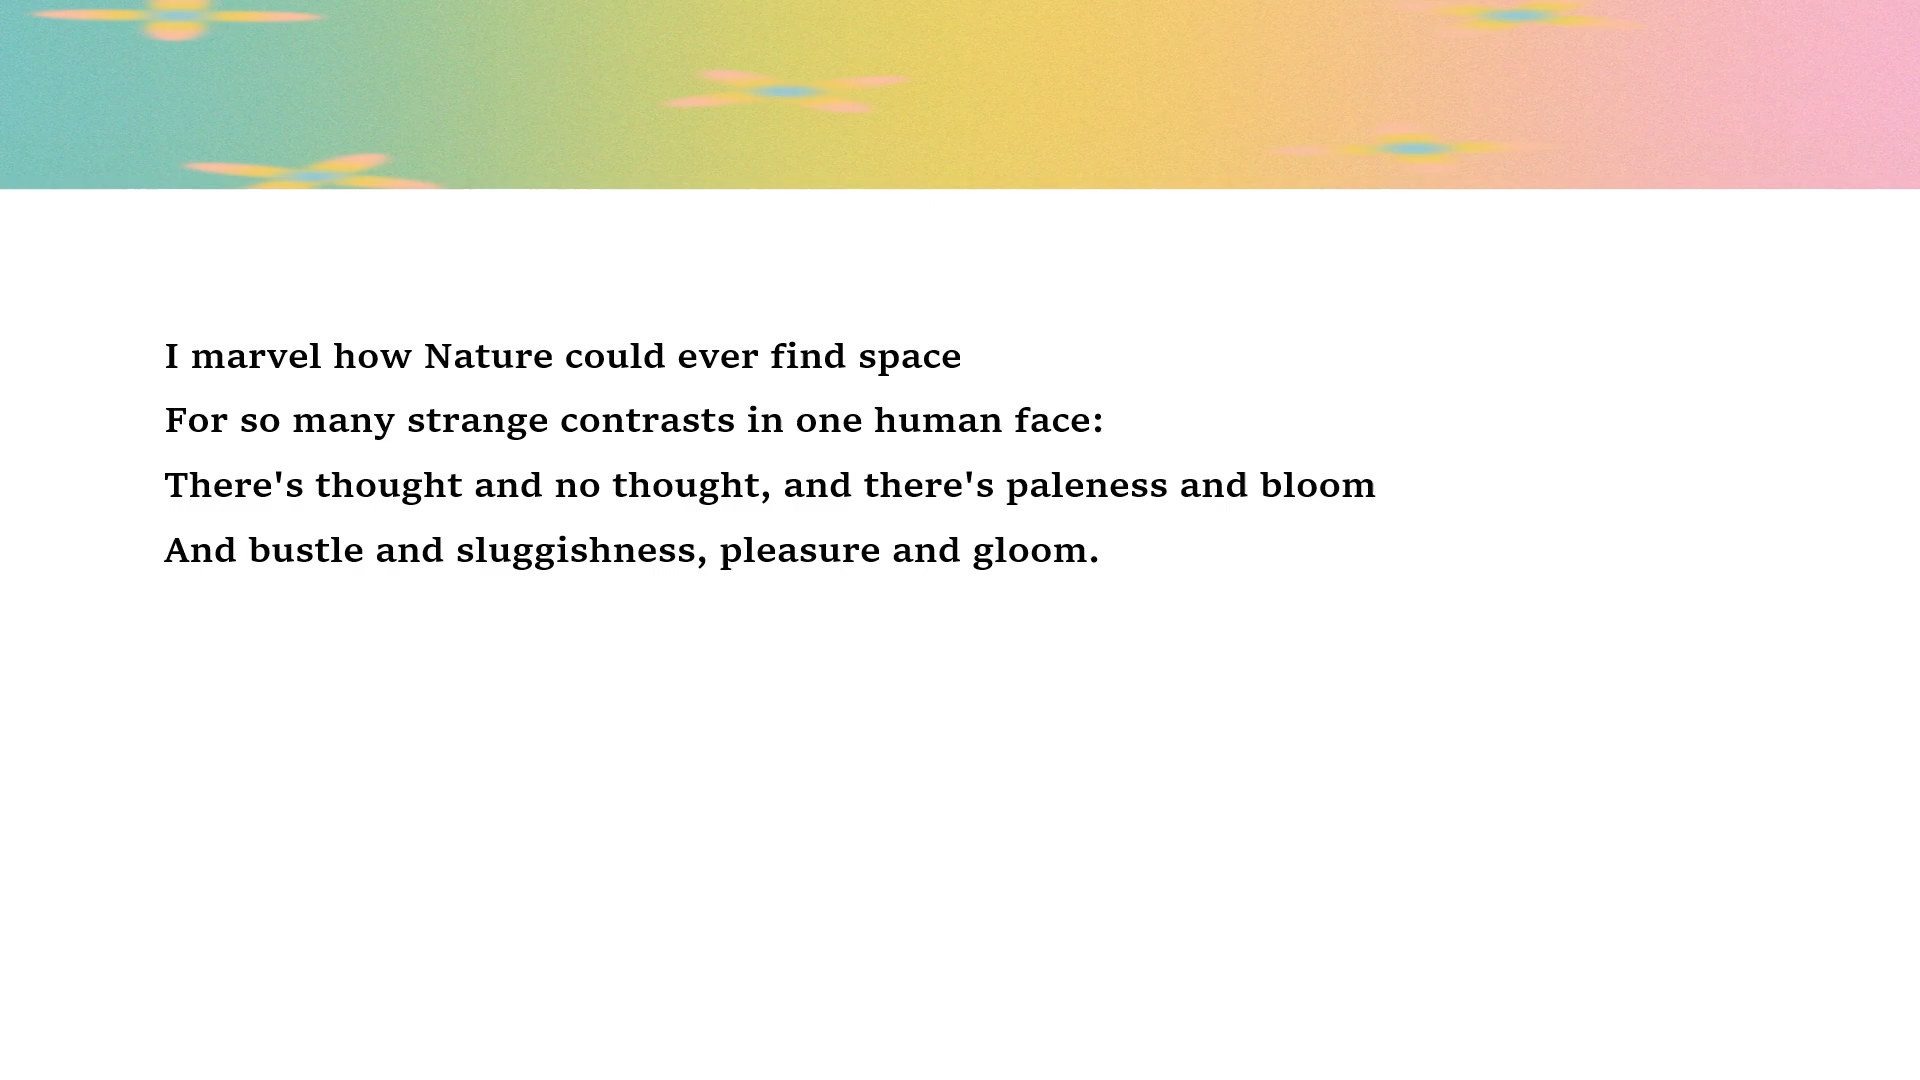 I marvel how Nature could ever find space
For so many strange contrasts in one human face:
There's thought and no thought, and there's paleness and bloom
And bustle and sluggishness, pleasure and gloom.